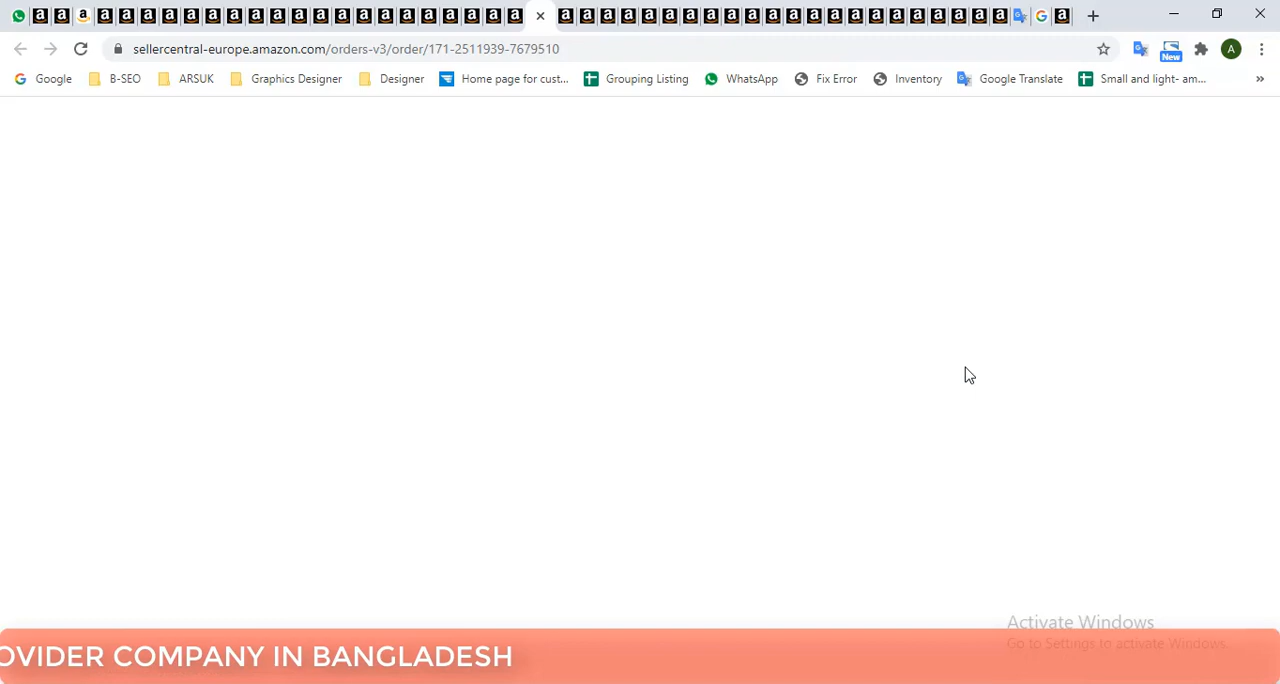 sellercentral-europe.amazon.com/orders-v3/order/171-2511939-7679510
A
New
Google B-SEO ARSUK Graphics Designer Designer Home page for cust... Grouping Listing WhatsApp Fix Error Inventory Google Translate Small and light- am... »
Activate Windows
Go to Settings to activate Windows.
OVIDER COMPANY IN BANGLADESH